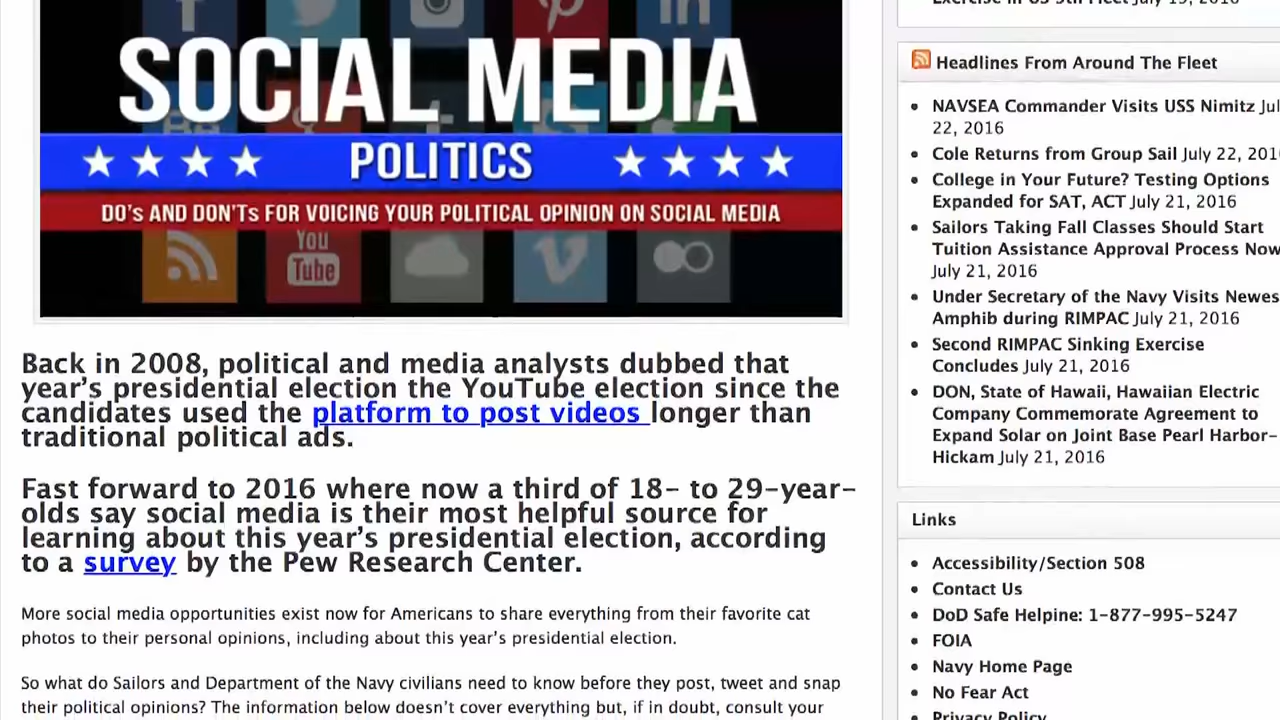 SOCIAL MEDIA
POLITICS
DO's AND DON'Ts FOR VOICING YOUR POLITICAL OPINION ON SOCIAL MEDIA
You
Tube
Back in 2008, political and media analysts dubbed that
year's presidential election the YouTube election since the
candidates used the platform to post videos longer than
traditional political ads.
Fast forward to 2016 where now a third of 18- to 29-year-
olds say social media is their most helpful source for
learning about this year's presidential election, according
to a survey by the Pew Research Center.
More social media opportunities exist now for Americans to share everything from their favorite cat
photos to their personal opinions, including about this year's presidential election.
So what do Sailors and Department of the Navy civilians need to know before they post, tweet and snap
their political opinions? The information below doesn't cover everything but, if in doubt, consult your
Exercise in US 5th Fleet July 19, 2016
Headlines From Around The Fleet
NAVSEA Commander Visits USS Nimitz Jul
22, 2016
Cole Returns from Group Sail July 22, 201
College in Your Future? Testing Options
Expanded for SAT, ACT July 21, 2016
Sailors Taking Fall Classes Should Start
Tuition Assistance Approval Process Now
July 21, 2016
Under Secretary of the Navy Visits Newes
Amphib during RIMPAC July 21, 2016
Second RIMPAC Sinking Exercise
Concludes July 21, 2016
DON, State of Hawaii, Hawaiian Electric
Company Commemorate Agreement to
Expand Solar on Joint Base Pearl Harbor-
Hickam July 21, 2016
Links
Accessibility/Section 508
Contact Us
DoD Safe Helpine: 1-877-995-5247
FOIA
Navy Home Page
No Fear Act
Privacy Policy